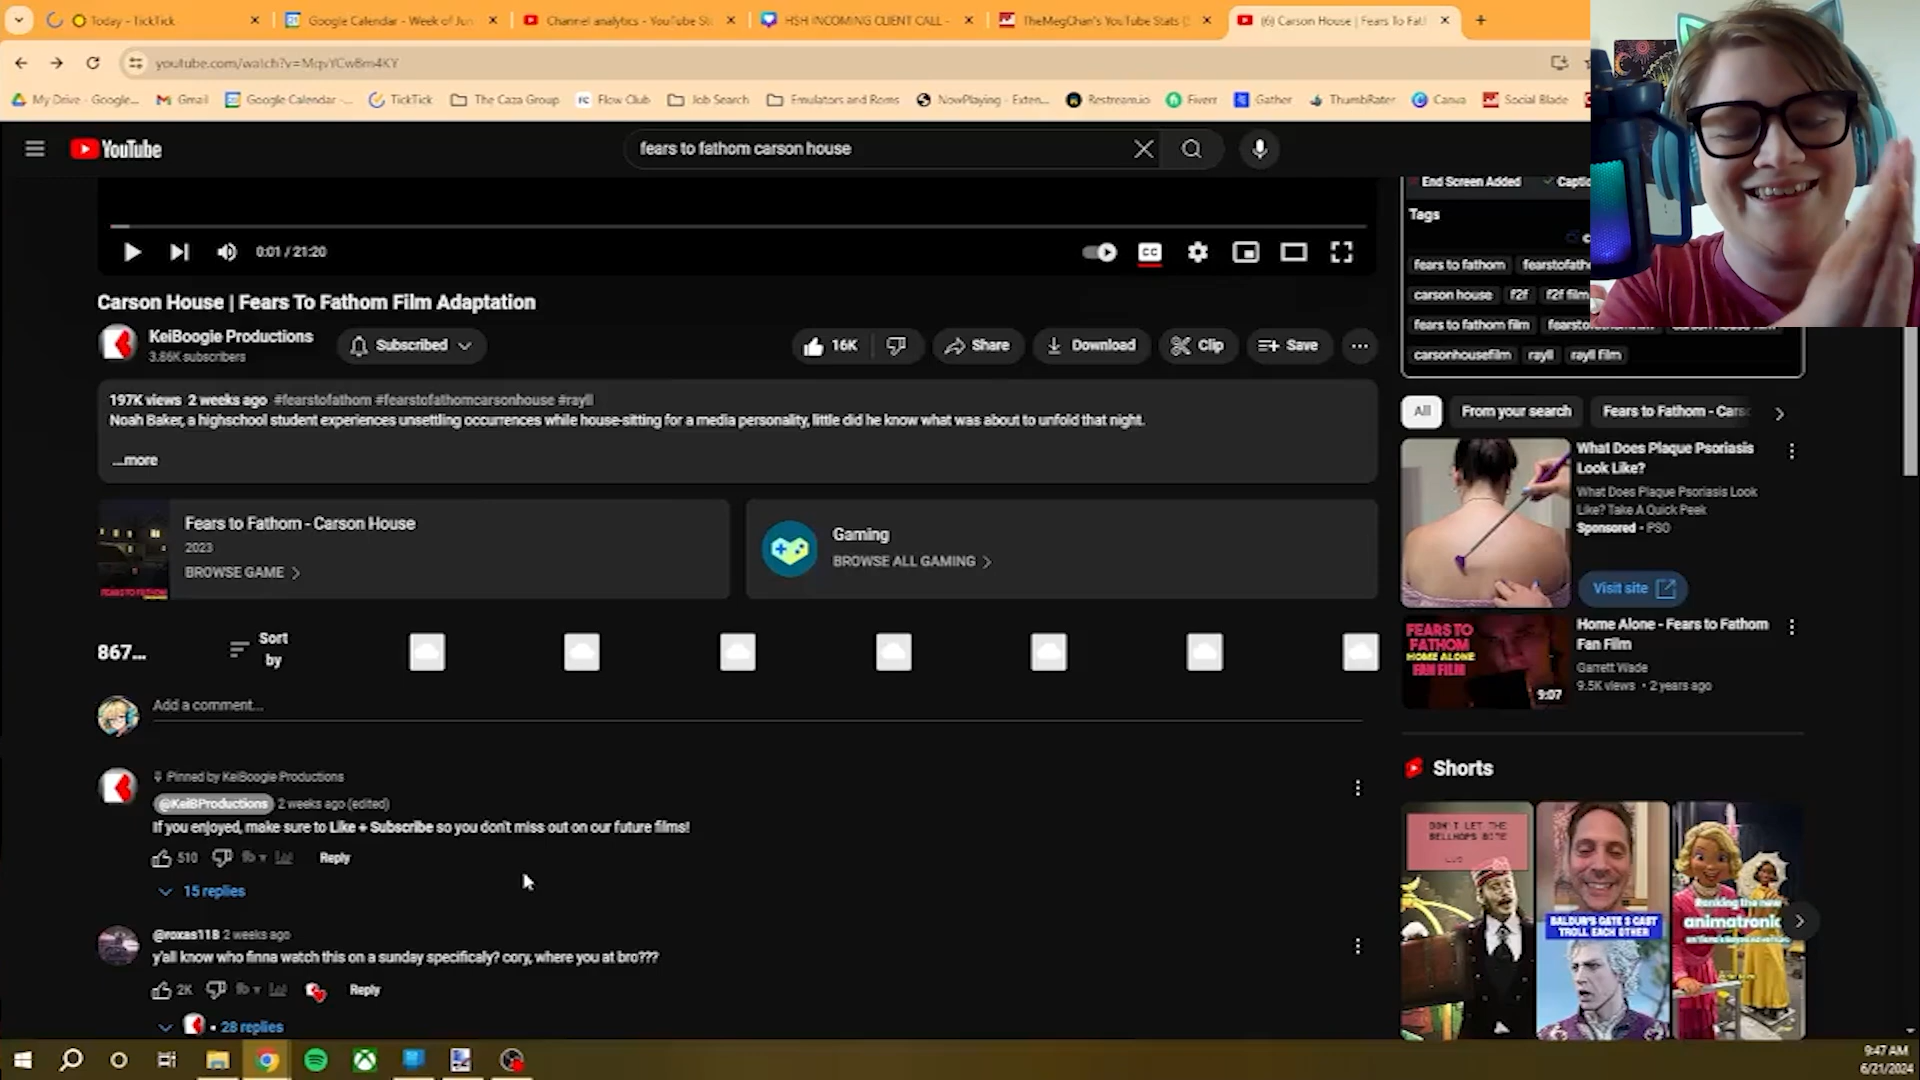 Today - TickTick
Google Calendar - Week of Jun
Channel analytics - YouTube St
HSH INCOMING CLIENT CALL -
TheMegChan's YouTube Stats (S
(6) Carson House | Fears To Fat
youtube.com/watch?v=MqvYCwBm4KY
My Drive - Google...
Gmail
Google Calendar -...
TickTick
The Caza Group
Flow Club
Job Search
Emulators and Roms
NowPlaying - Exten...
Restream.io
Fiverr
Gather
ThumbRater
Canva
Social Blade
YouTube
fears to fathom carson house
End Screen Added
Captic
Tags
fears to fathom
fearstofathe
carson house
f2f
f2f film
fears to fathom film
carsonhousefilm
rayll
rayll film
0:01 / 21:20
CC
Carson House | Fears To Fathom Film Adaptation
KeiBoogie Productions
3.86K subscribers
Subscribed
16K
Share
Download
Clip
Save
197K views 2 weeks ago #fearstofathom #fearstofathomcarsonhouse #rayll
Noah Baker, a highschool student experiences unsettling occurrences while house-sitting for a media personality, little did he know what was about to unfold that night.
...more
Fears to Fathom - Carson House
2023
BROWSE GAME
FEARS TO FATHOM
Gaming
BROWSE ALL GAMING
867...
Sort
by
Add a comment...
Pinned by KeiBoogie Productions
@KeiBProductions 2 weeks ago (edited)
If you enjoyed, make sure to Like + Subscribe so you don't miss out on our future films!
510
Reply
15 replies
@roxas118 2 weeks ago
y'all know who finna watch this on a sunday specificaly? cory, where you at bro???
2K
Reply
28 replies
All
From your search
Fears to Fathom - Cars
What Does Plaque Psoriasis
Look Like?
What Does Plaque Psoriasis Look
Like? Take A Quick Peek
Sponsored · PSO
Visit site
FEARS TO
FATHOM
HOME ALONE
FAN FILM
9:07
Home Alone - Fears to Fathom
Fan Film
Garrett Wade
9.5K views · 2 years ago
Shorts
DON'T LET THE
BELLHOPS BITE
BALDUR'S GATE 3 CAST
TROLL EACH OTHER
Ranking the new
animatronic
9:47 AM
6/21/2024